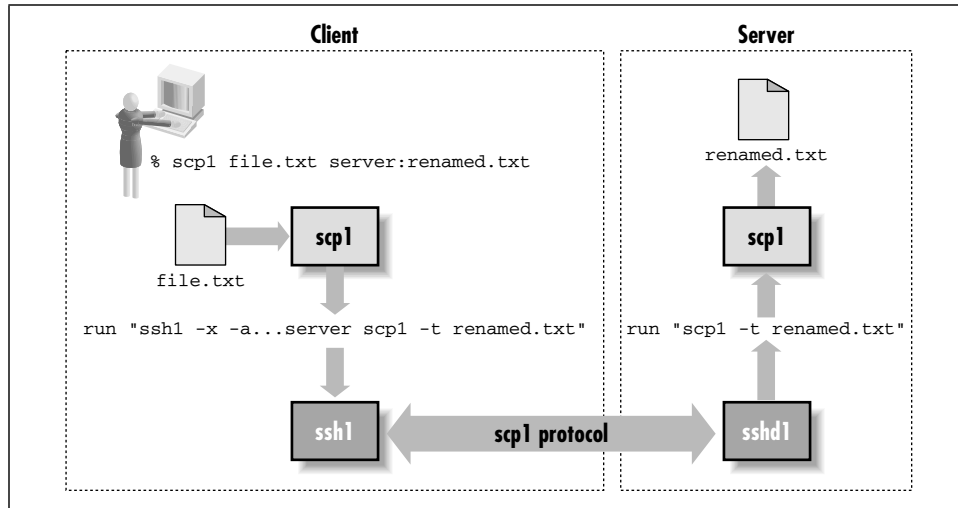 Client
Server
% scp1 file.txt server:renamed.txt
renamed.txt
scp1
scp1
file.txt
run "ssh1 -x -a...server scp1 -t renamed.txt"
run "scp1 -t renamed.txt"
ssh1
scp1 protocol
sshd1